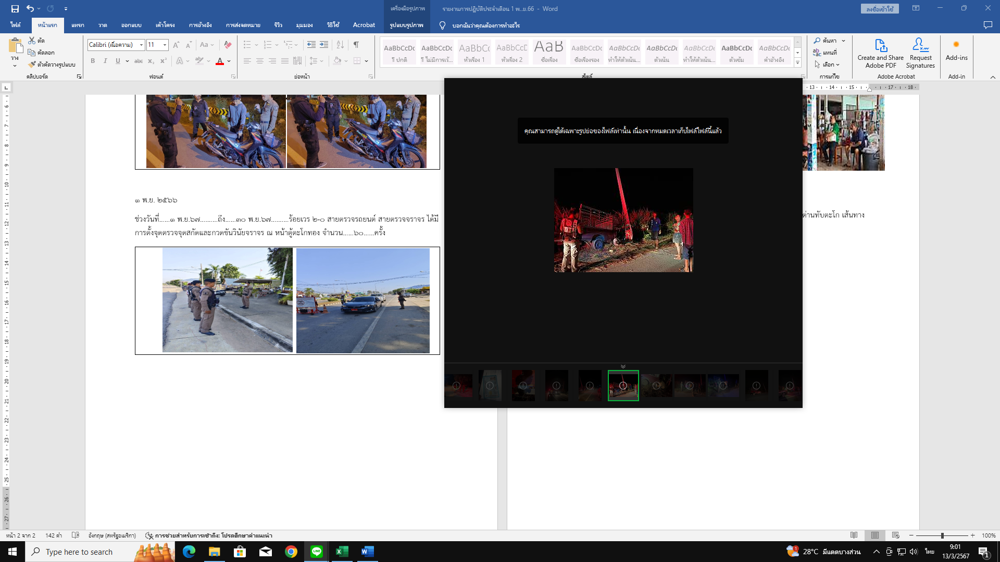 เครื่องมือรูปภาพ
รายงานการปฏิบัติประจำเดือน 1 พ..ย.66 - Word
ลงชื่อเข้าใช้
ไฟล์ หน้าแรก แทรก วาด ออกแบบ เค้าโครง การอ้างอิง การส่งจดหมาย รีวิว มุมมอง วิธีใช้ Acrobat รูปแบบรูปภาพ บอกฉันว่าคุณต้องการทำอะไร
วาง
ตัด
คัดลอก
ตัวคัดวางรูปแบบ
คลิปบอร์ด
Calibri (เนื้อความ) 11
ฟอนต์
ย่อหน้า
¶ ปกติ
¶ ไม่มีการเว้...
หัวเรื่อง 1
หัวเรื่อง 2
ชื่อเรื่อง
ชื่อเรื่องรอง
ทำให้ตัวเน้น...
ตัวเน้น
ทำให้ตัวเน้น...
ตัวเข้ม
คำอ้างอิง
สไตล์
ค้นหา
แทนที่
เลือก
การแก้ไข
Create and Share
Adobe PDF
Request
Signatures
Adobe Acrobat
Add-ins
Add-in
คุณสามารถดูได้เฉพาะรูปย่อของไฟล์เท่านั้น เนื่องจากหมดเวลาเก็บไฟล์ไฟล์นี้แล้ว
๑ พ.ย. ๒๕๖๖
ช่วงวันที่......๑ พ.ย.๖๗..........ถึง......๓๐ พ.ย.๖๗..........ร้อยเวร ๒-๐ สายตรวจรถยนต์ สายตรวจจราจร ได้มี
การตั้งจุดตรวจจุดสกัดและกวดขันวินัยจราจร ณ หน้าตู้ตะโกทอง จำนวน......๖๐......ครั้ง
ด่านทับตะโก เส้นทาง
หน้า 2 จาก 2 142 คำ อังกฤษ (สหรัฐอเมริกา) การช่วยสำหรับการเข้าถึง: โปรดศึกษาคำแนะนำ
100%
Type here to search
28°C มีแดดบางส่วน
ไทย
9:01
13/3/2567